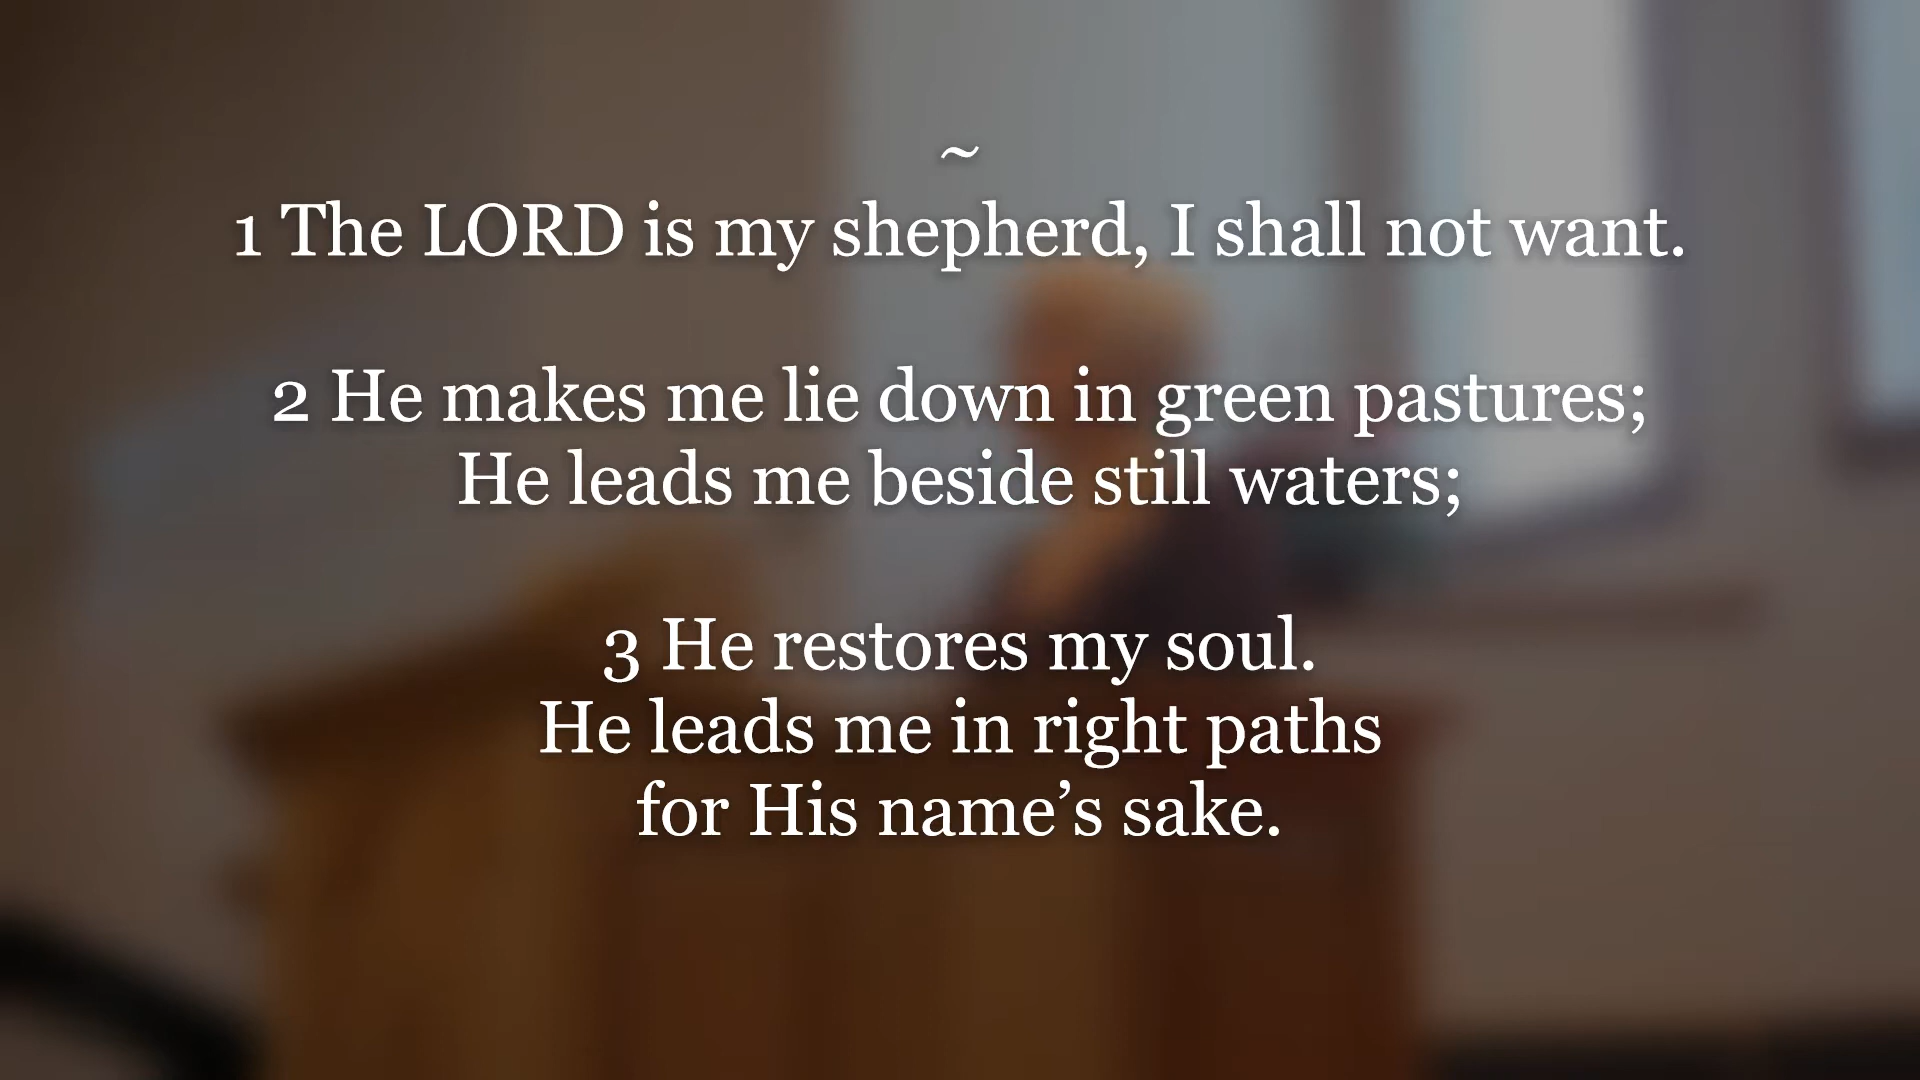 ~
1 The LORD is my shepherd, I shall not want.
2 He makes me lie down in green pastures;
He leads me beside still waters;
3 He restores my soul.
He leads me in right paths
for His name’s sake.